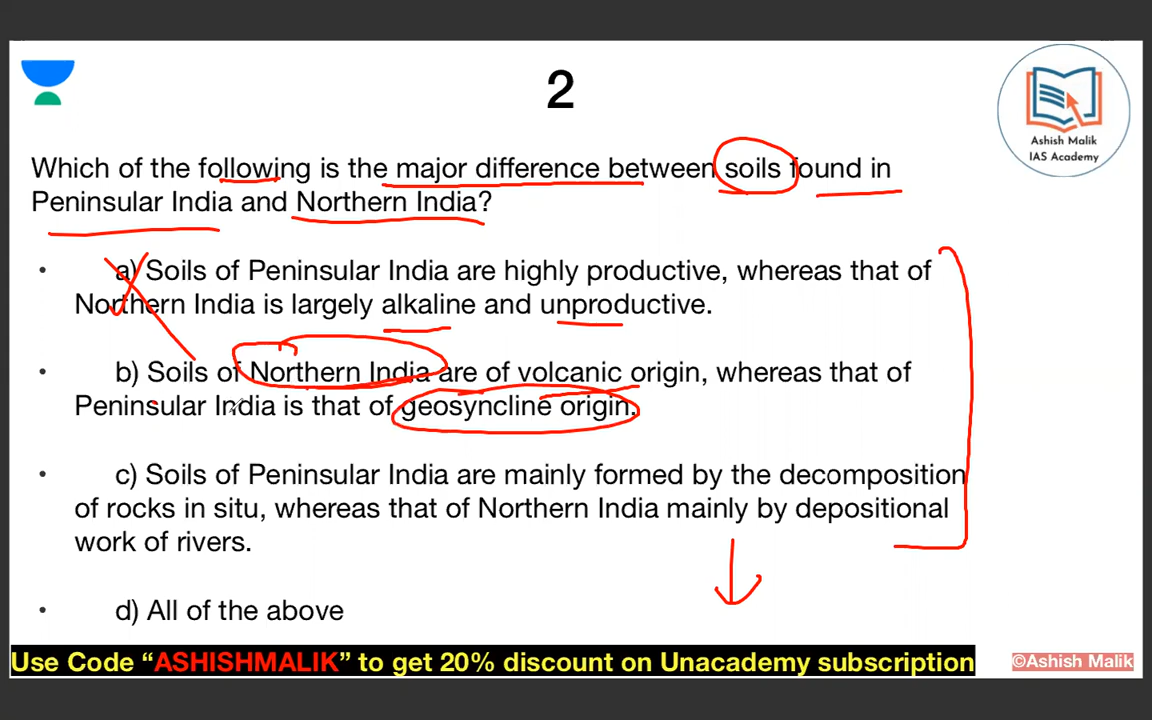 2
Ashish Malik
IAS Academy
Which of the following is the major difference between soils found in
Peninsular India and Northern India?
• a) Soils of Peninsular India are highly productive, whereas that of
Northern India is largely alkaline and unproductive.
• b) Soils of Northern India are of volcanic origin, whereas that of
Peninsular India is that of geosyncline origin.
• c) Soils of Peninsular India are mainly formed by the decomposition
of rocks in situ, whereas that of Northern India mainly by depositional
work of rivers.
• d) All of the above
Use Code “ASHISHMALIK” to get 20% discount on Unacademy subscription
©Ashish Malik